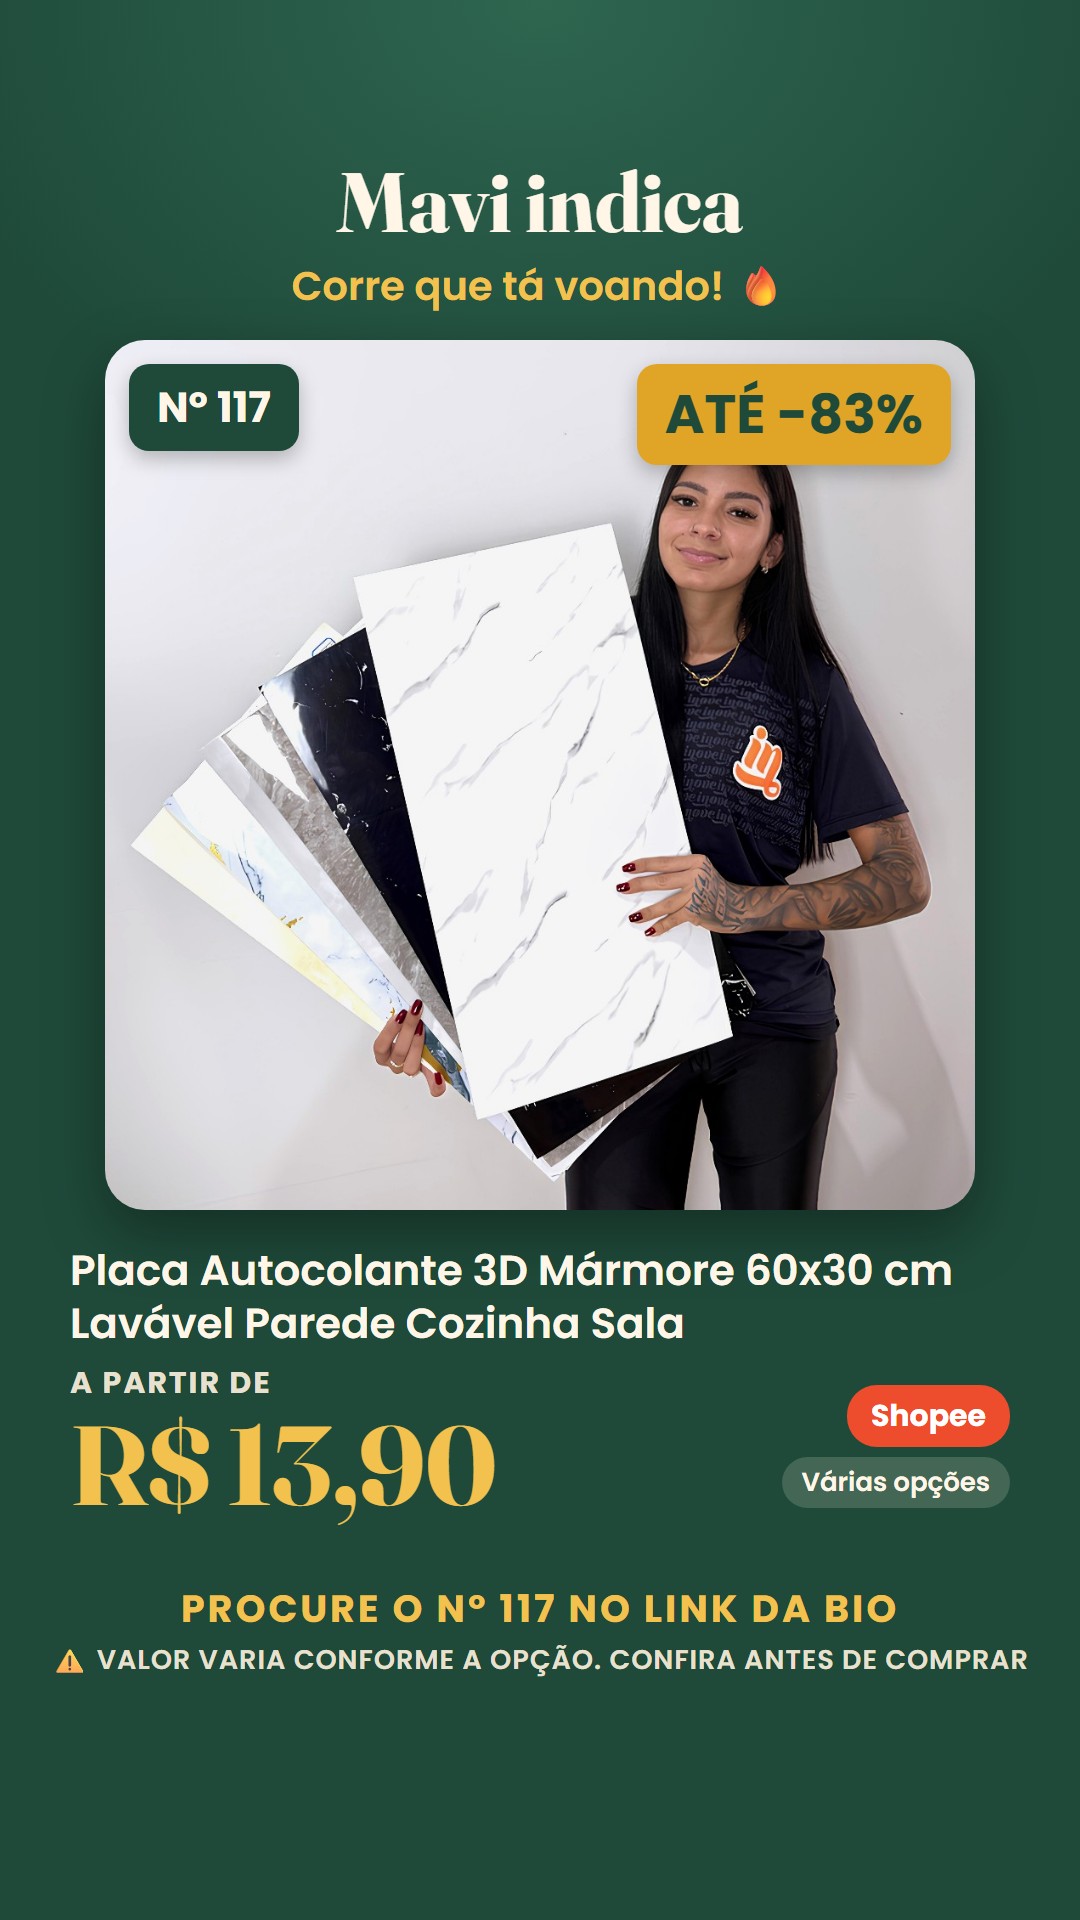 Mavi indica
Corre que tá voando! 🔥
Nº 117
ATÉ -83%
in
Placa Autocolante 3D Mármore 60x30 cm
Lavável Parede Cozinha Sala
A PARTIR DE
R$ 13,90
Shopee
Várias opções
PROCURE O Nº 117 NO LINK DA BIO
⚠️ VALOR VARIA CONFORME A OPÇÃO. CONFIRA ANTES DE COMPRAR